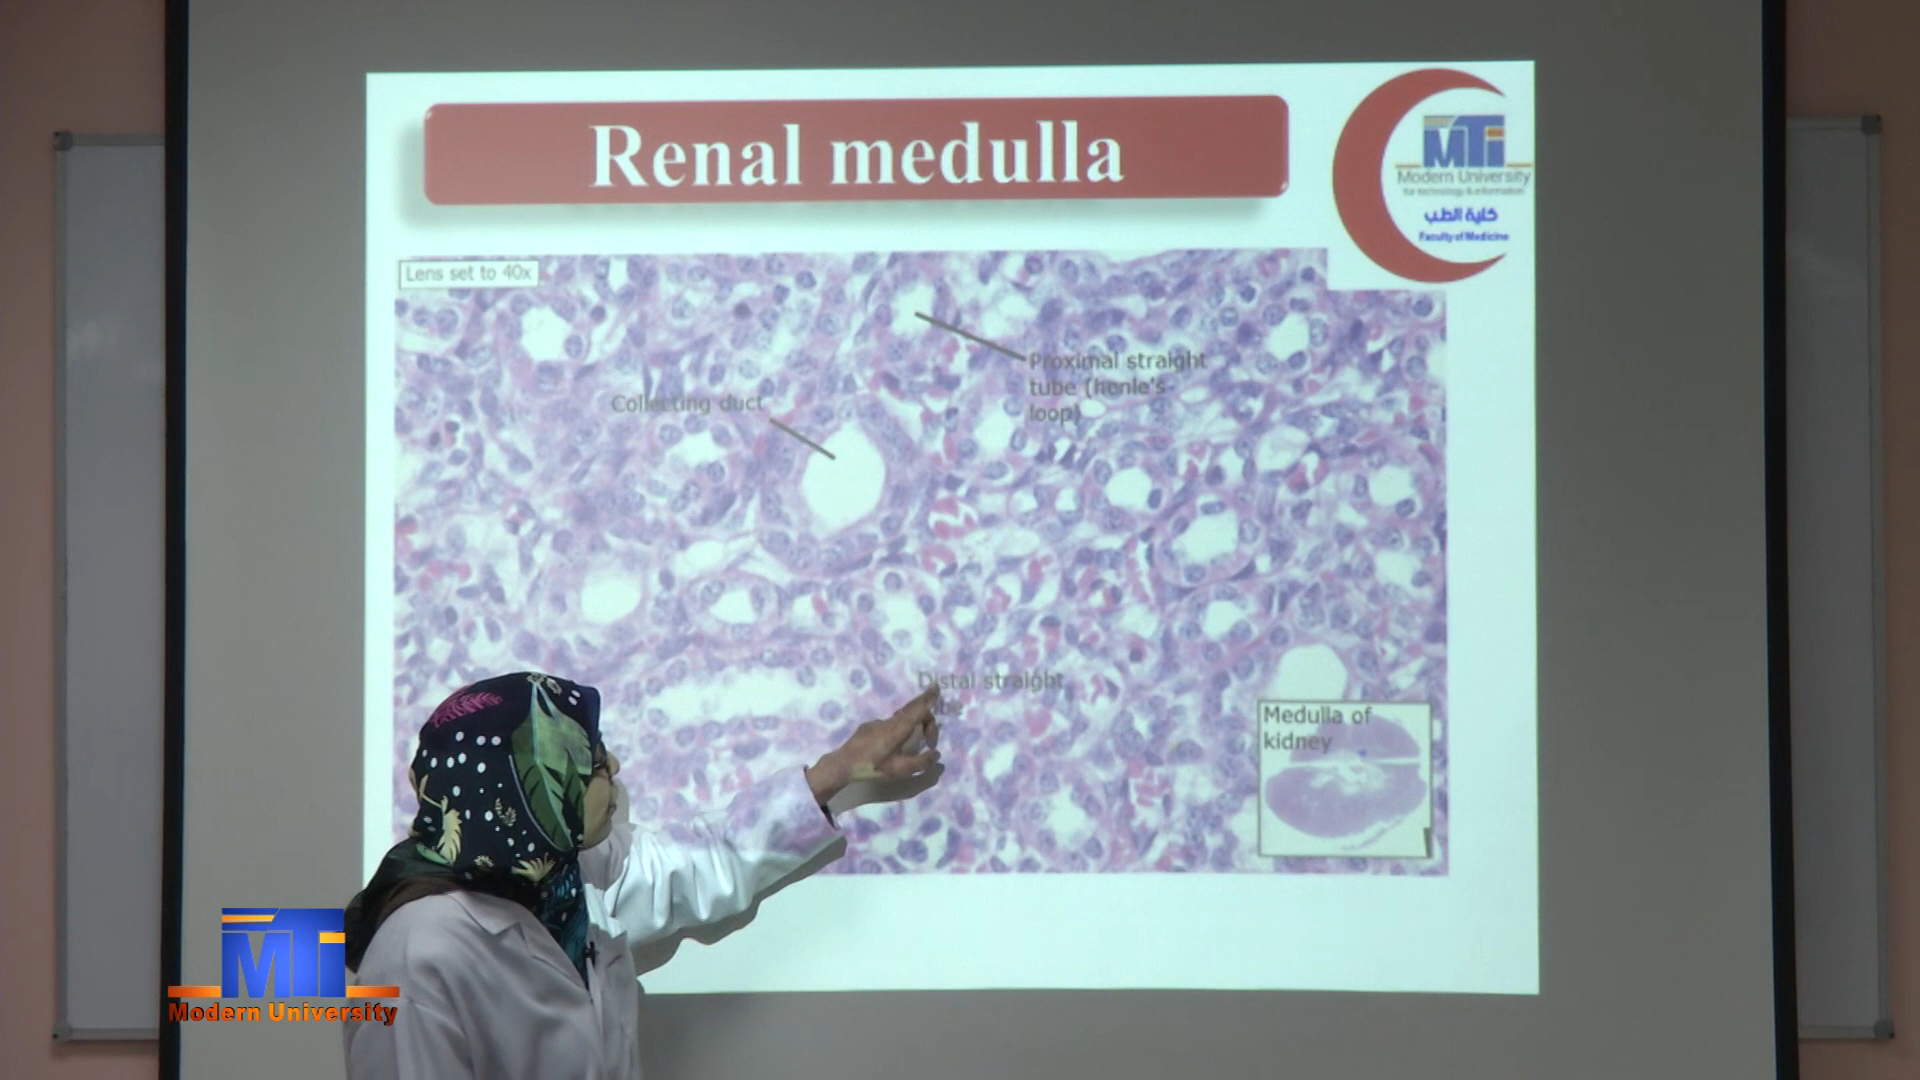 Renal medulla
MTi
Modern University
for technology & information
كلية الطب
Faculty of Medicine
Lens set to 40x
Proximal straight
tube (henle's
loop)
Collecting duct
Distal straight
Medulla of
kidney
MTi
Modern University